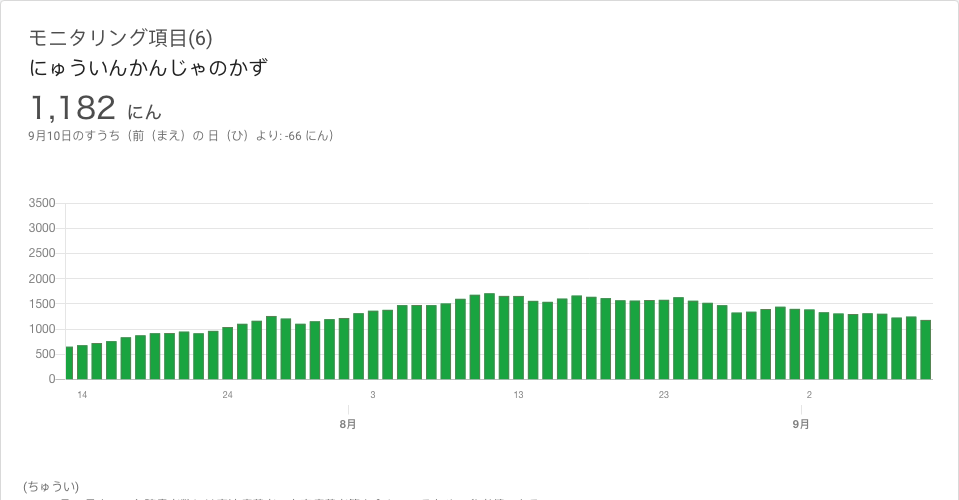 モニタリング項目(6)
にゅういんかんじゃのかず
1,182 にん
9月10日のすうち（前（まえ）の 日（ひ）より: -66 にん）
3500
3000
2500
2000
1500
1000
500
0
14 24 3 13 23 2
8月 9月
(ちゅうい)